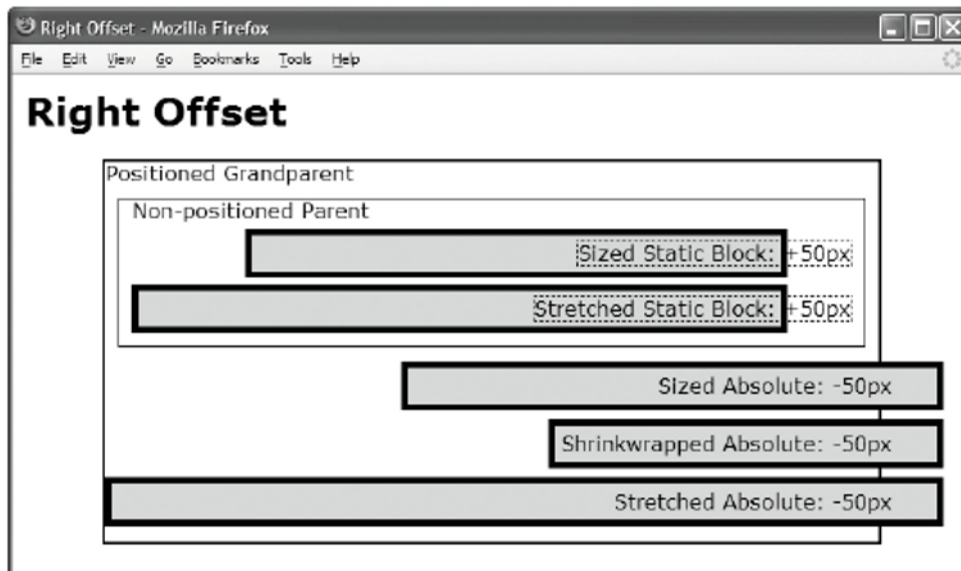 Right Offset - Mozilla Firefox
File Edit View Go Bookmarks Tools Help
Right Offset
Positioned Grandparent
Non-positioned Parent
Sized Static Block: +50px
Stretched Static Block: +50px
Sized Absolute: -50px
Shrinkwrapped Absolute: -50px
Stretched Absolute: -50px